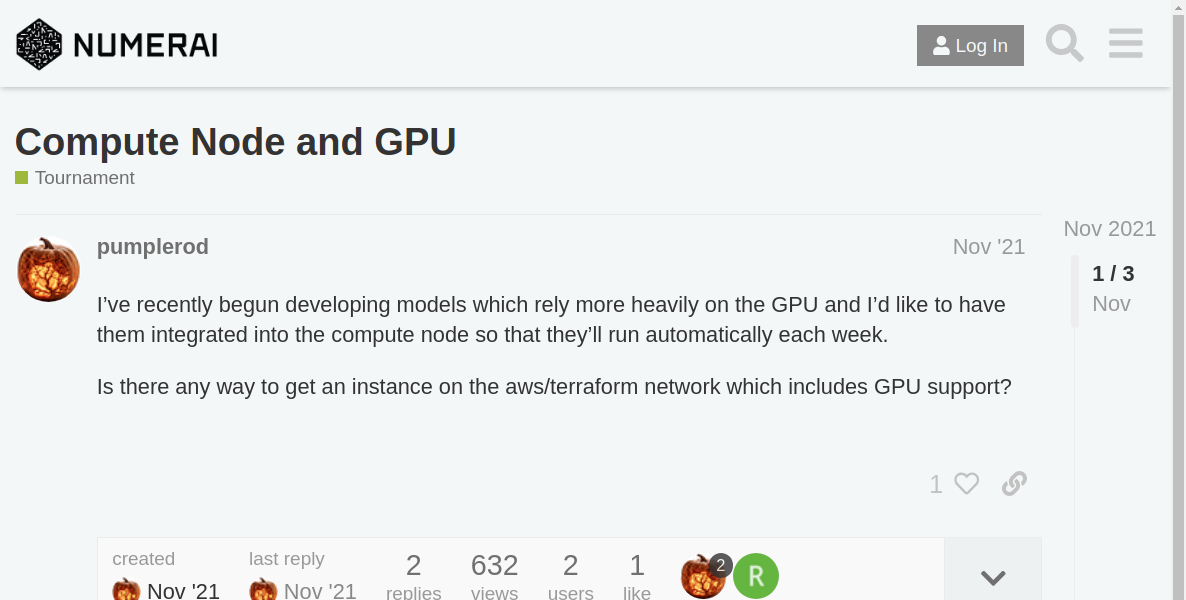 NUMERAI
Log In
Compute Node and GPU
Tournament
pumplerod
Nov '21
Nov 2021
1 / 3
Nov
I’ve recently begun developing models which rely more heavily on the GPU and I’d like to have
them integrated into the compute node so that they’ll run automatically each week.
Is there any way to get an instance on the aws/terraform network which includes GPU support?
1
created
Nov '21
last reply
Nov '21
2
replies
632
views
2
users
1
like
2
R